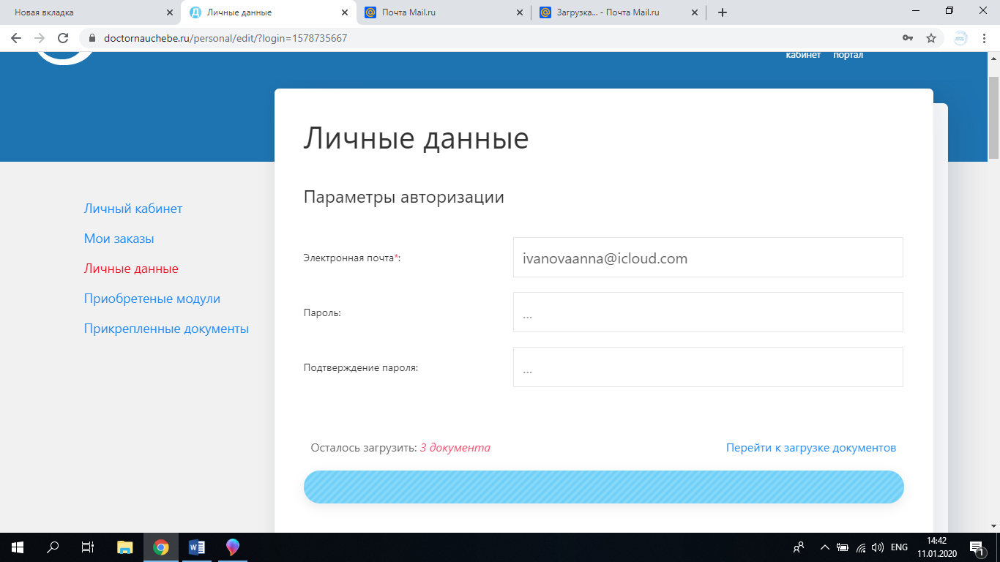 Новая вкладка
Личные данные
Почта Mail.ru
Загрузка... - Почта Mail.ru
doctornauchebe.ru/personal/edit/?login=1578735667
кабинет портал
Личные данные
Параметры авторизации
Личный кабинет
Мои заказы
Личные данные
Приобретеные модули
Прикрепленные документы
Электронная почта*:
ivanovaanna@icloud.com
Пароль:
...
Подтверждение пароля:
...
Осталось загрузить: 3 документа
Перейти к загрузке документов
ENG
14:42
11.01.2020
1